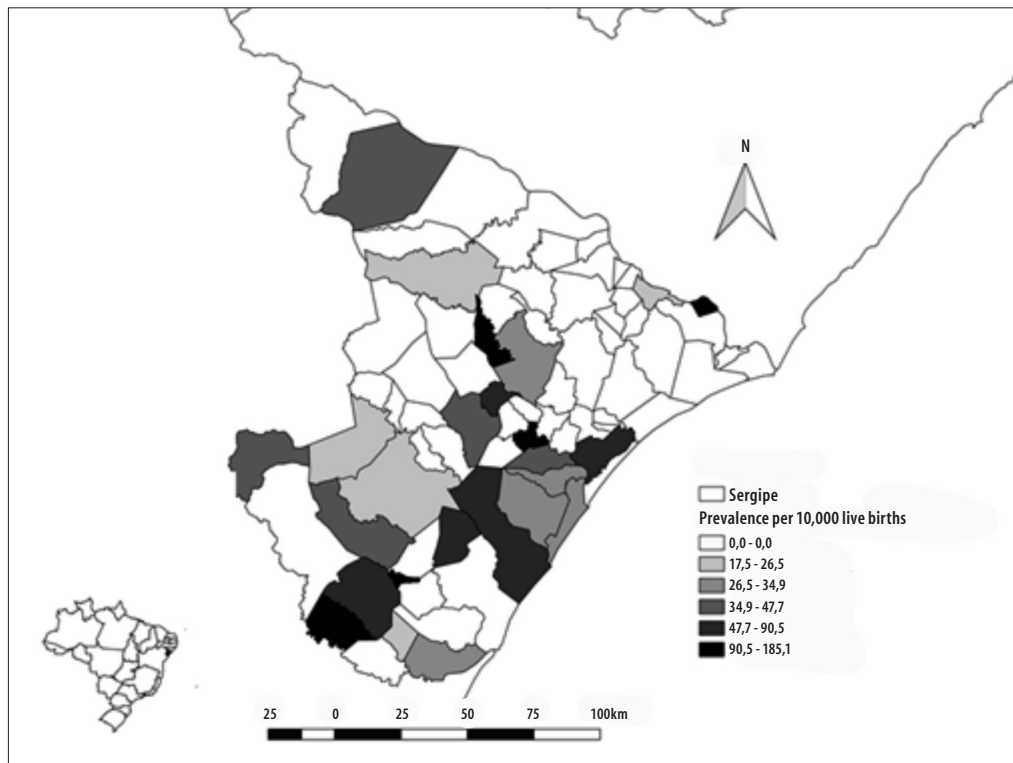 N
Sergipe
Prevalence per 10,000 live births
0,0 - 0,0
17,5 - 26,5
26,5 - 34,9
34,9 - 47,7
47,7 - 90,5
90,5 - 185,1
25 0 25 50 75 100km